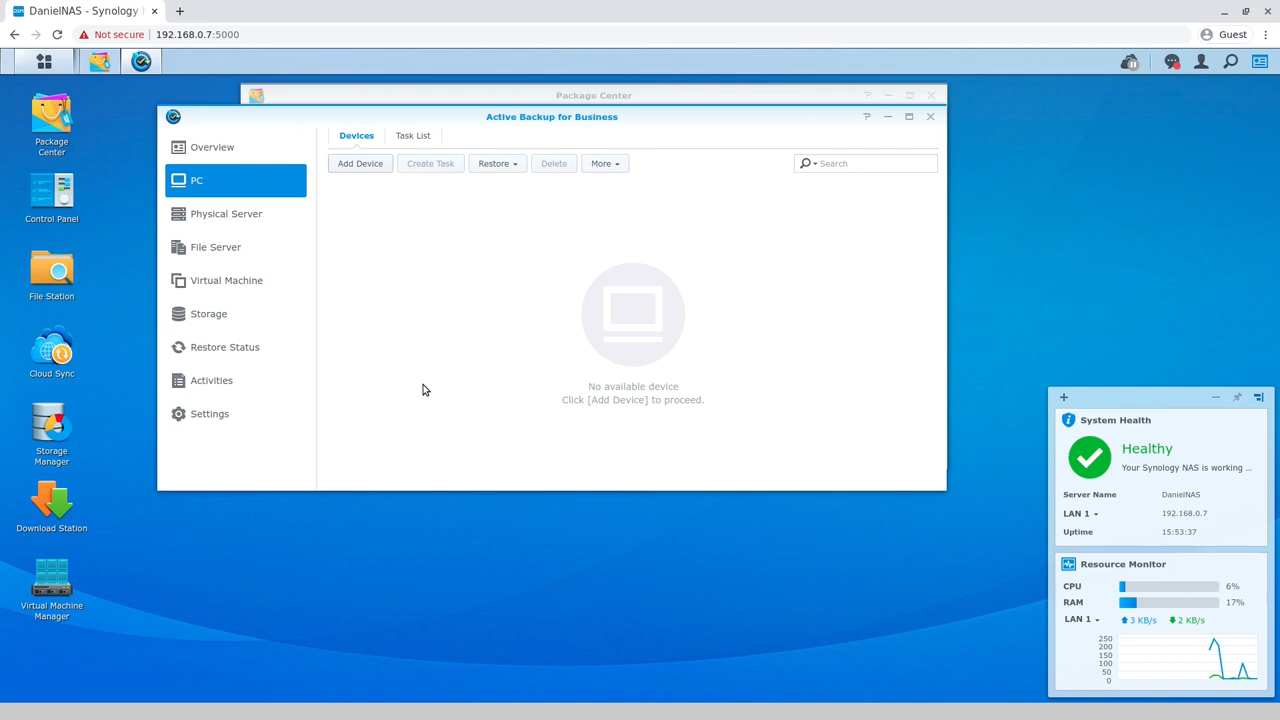 DanielNAS - Synology
Not secure
192.168.0.7:5000
Guest
Package Center
Control Panel
File Station
Cloud Sync
Storage Manager
Download Station
Virtual Machine Manager
Package Center
Active Backup for Business
Overview
PC
Physical Server
File Server
Virtual Machine
Storage
Restore Status
Activities
Settings
Devices
Task List
Add Device
Create Task
Restore
Delete
More
Search
No available device
Click [Add Device] to proceed.
System Health
Healthy
Your Synology NAS is working ...
Server Name DanielNAS
LAN 1 192.168.0.7
Uptime 15:53:37
Resource Monitor
CPU 6%
RAM 17%
LAN 1 3 KB/s 2 KB/s
250
200
150
100
50
0